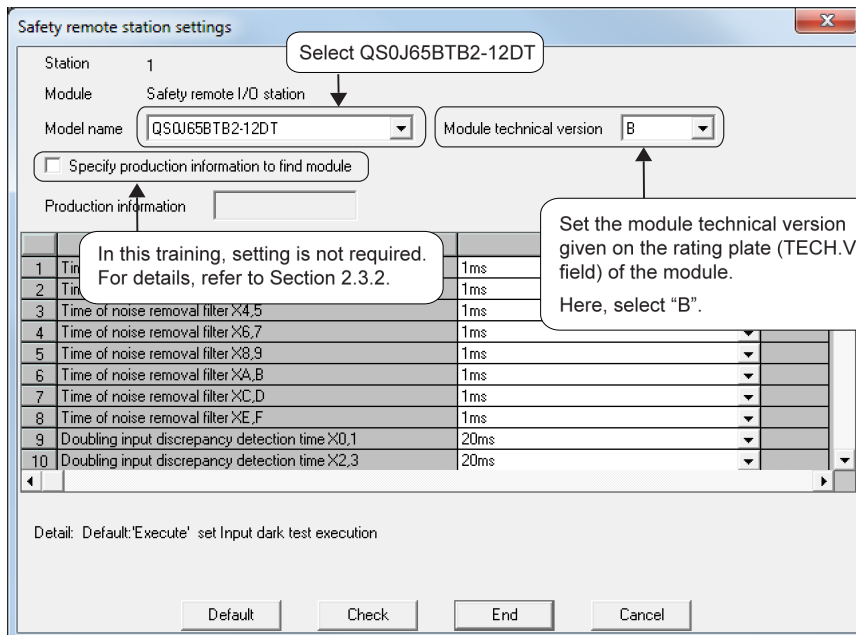 Safety remote station settings
Select QS0J65BTB2-12DT
Station 1
Module Safety remote I/O station
Model name QS0J65BTB2-12DT Module technical version B
Specify production information to find module
Production information
In this training, setting is not required.
For details, refer to Section 2.3.2.
Set the module technical version
given on the rating plate (TECH.V
field) of the module.
Here, select “B”.
1 1ms
2 1ms
3 Time of noise removal filter X4,5 1ms
4 Time of noise removal filter X6,7 1ms
5 Time of noise removal filter X8,9 1ms
6 Time of noise removal filter XA,B 1ms
7 Time of noise removal filter XC,D 1ms
8 Time of noise removal filter XE,F 1ms
9 Doubling input discrepancy detection time X0,1 20ms
10 Doubling input discrepancy detection time X2,3 20ms
Detail: Default:'Execute' set Input dark test execution
Default Check End Cancel